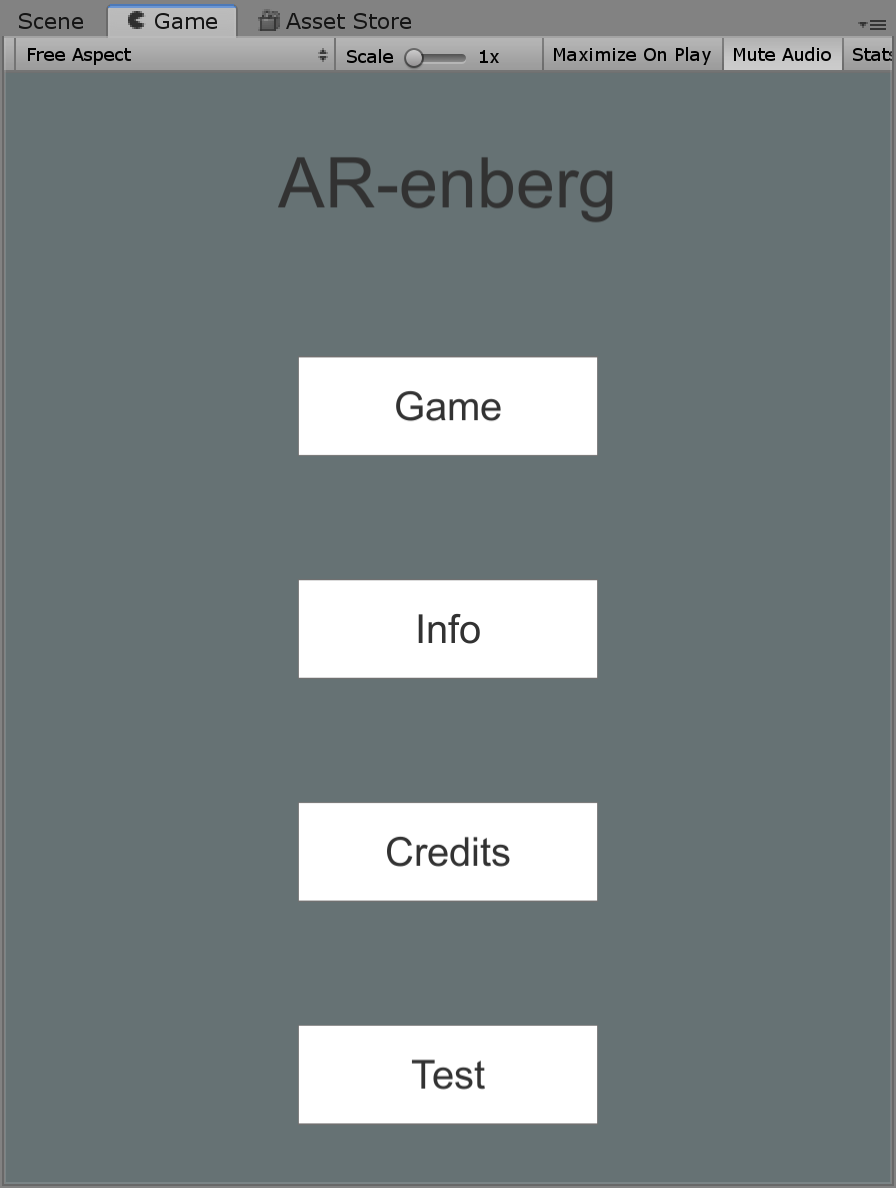 Scene Game Asset Store
Free Aspect Scale 1x Maximize On Play Mute Audio Stats
AR-enberg
Game
Info
Credits
Test